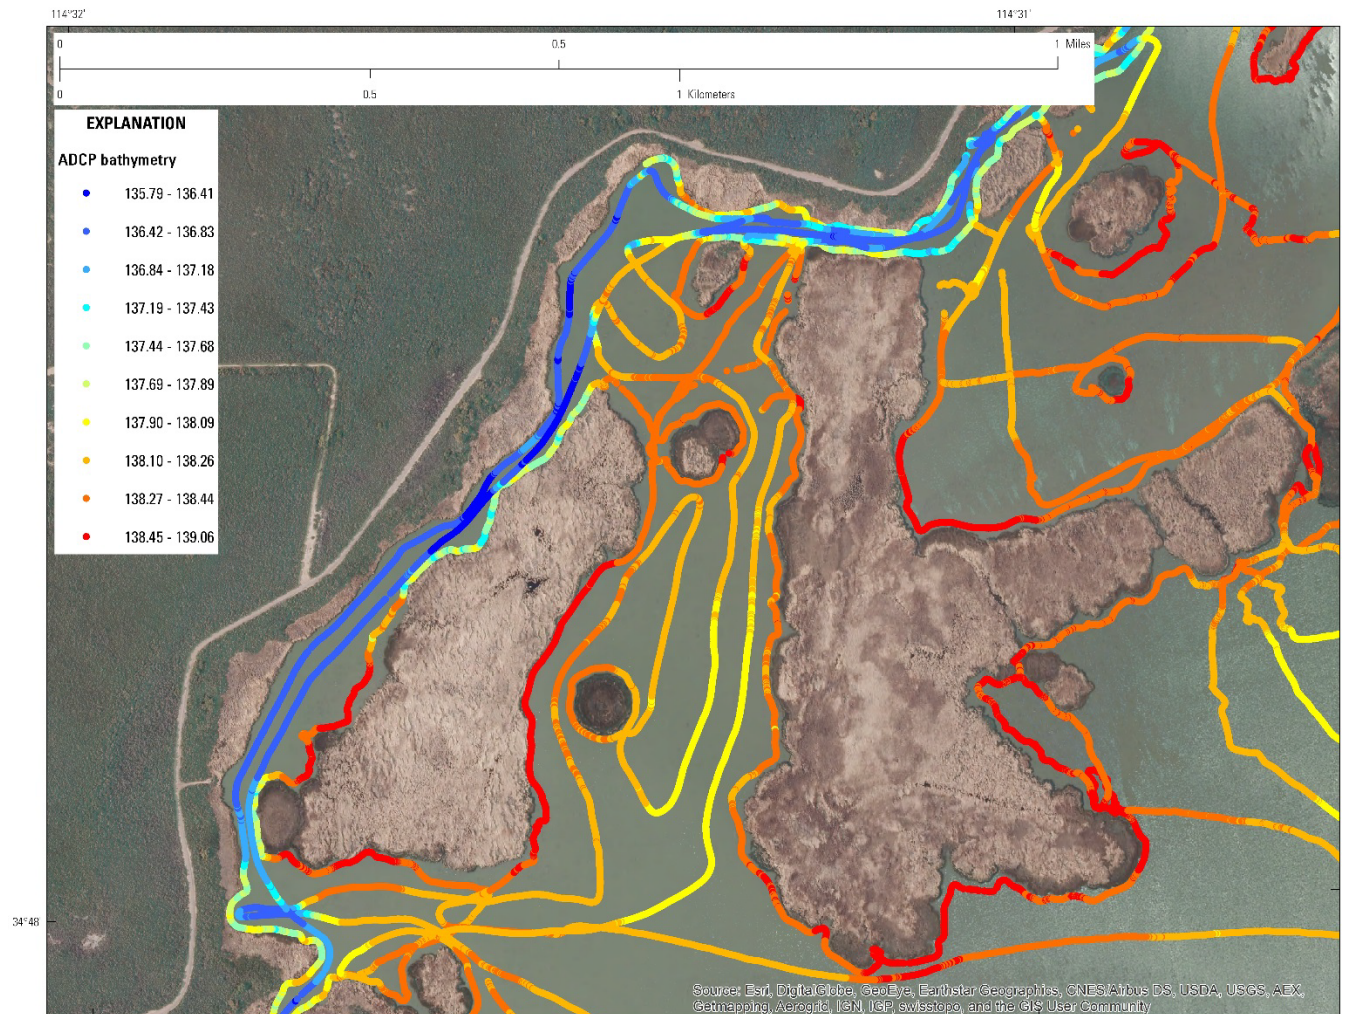 114°32'
114°31'
0 0.5 1 Miles
0 0.5 1 Kilometers
EXPLANATION
ADCP bathymetry
135.79 - 136.41
136.42 - 136.83
136.84 - 137.18
137.19 - 137.43
137.44 - 137.68
137.69 - 137.89
137.90 - 138.09
138.10 - 138.26
138.27 - 138.44
138.45 - 139.06
34°48
Source: Esri, DigitalGlobe, GeoEye, Earthstar Geographics, CNES/Airbus DS, USDA, USGS, AEX,
Getmapping, Aerogrid, IGN, IGP, swisstopo, and the GIS User Community